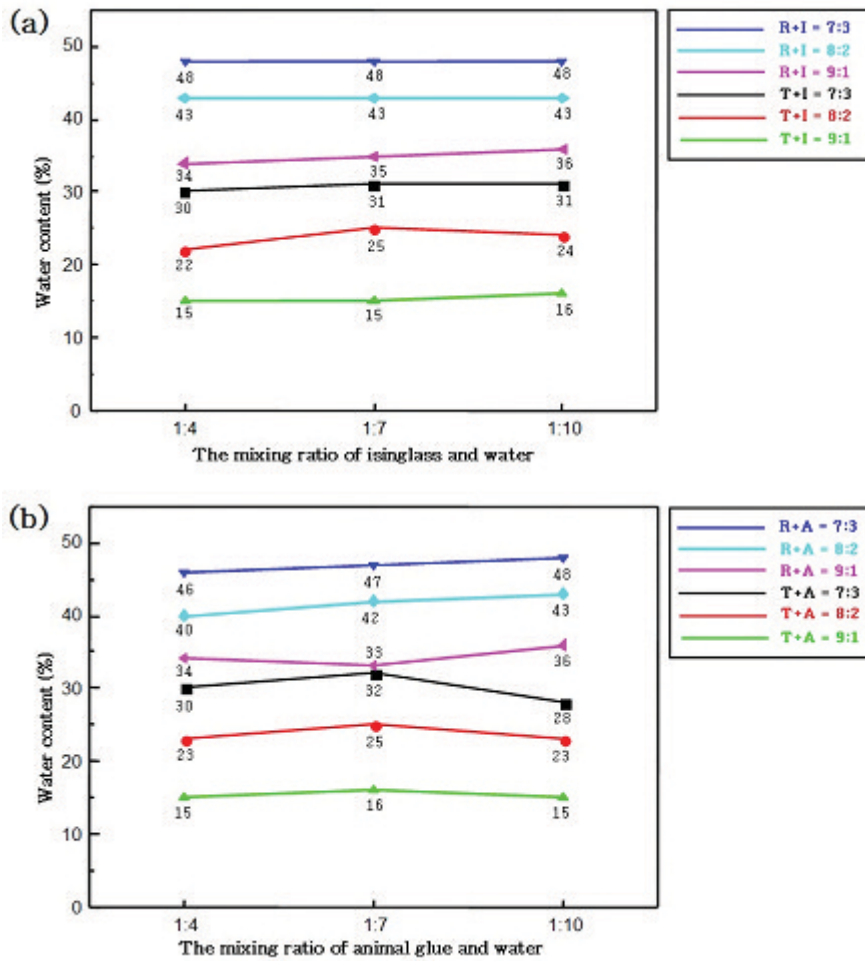 (a)
Water content (%)
50
40
30
20
10
0
48 48 48
43 43 43
34 35 36
30 31 31
22 25 24
15 15 16
1:4 1:7 1:10
The mixing ratio of isinglass and water
R+I = 7:3
R+I = 8:2
R+I = 9:1
T+I = 7:3
T+I = 8:2
T+I = 9:1
(b)
Water content (%)
50
40
30
20
10
0
46 47 48
40 42 43
34 33 36
30 32 28
23 25 23
15 16 15
1:4 1:7 1:10
The mixing ratio of animal glue and water
R+A = 7:3
R+A = 8:2
R+A = 9:1
T+A = 7:3
T+A = 8:2
T+A = 9:1